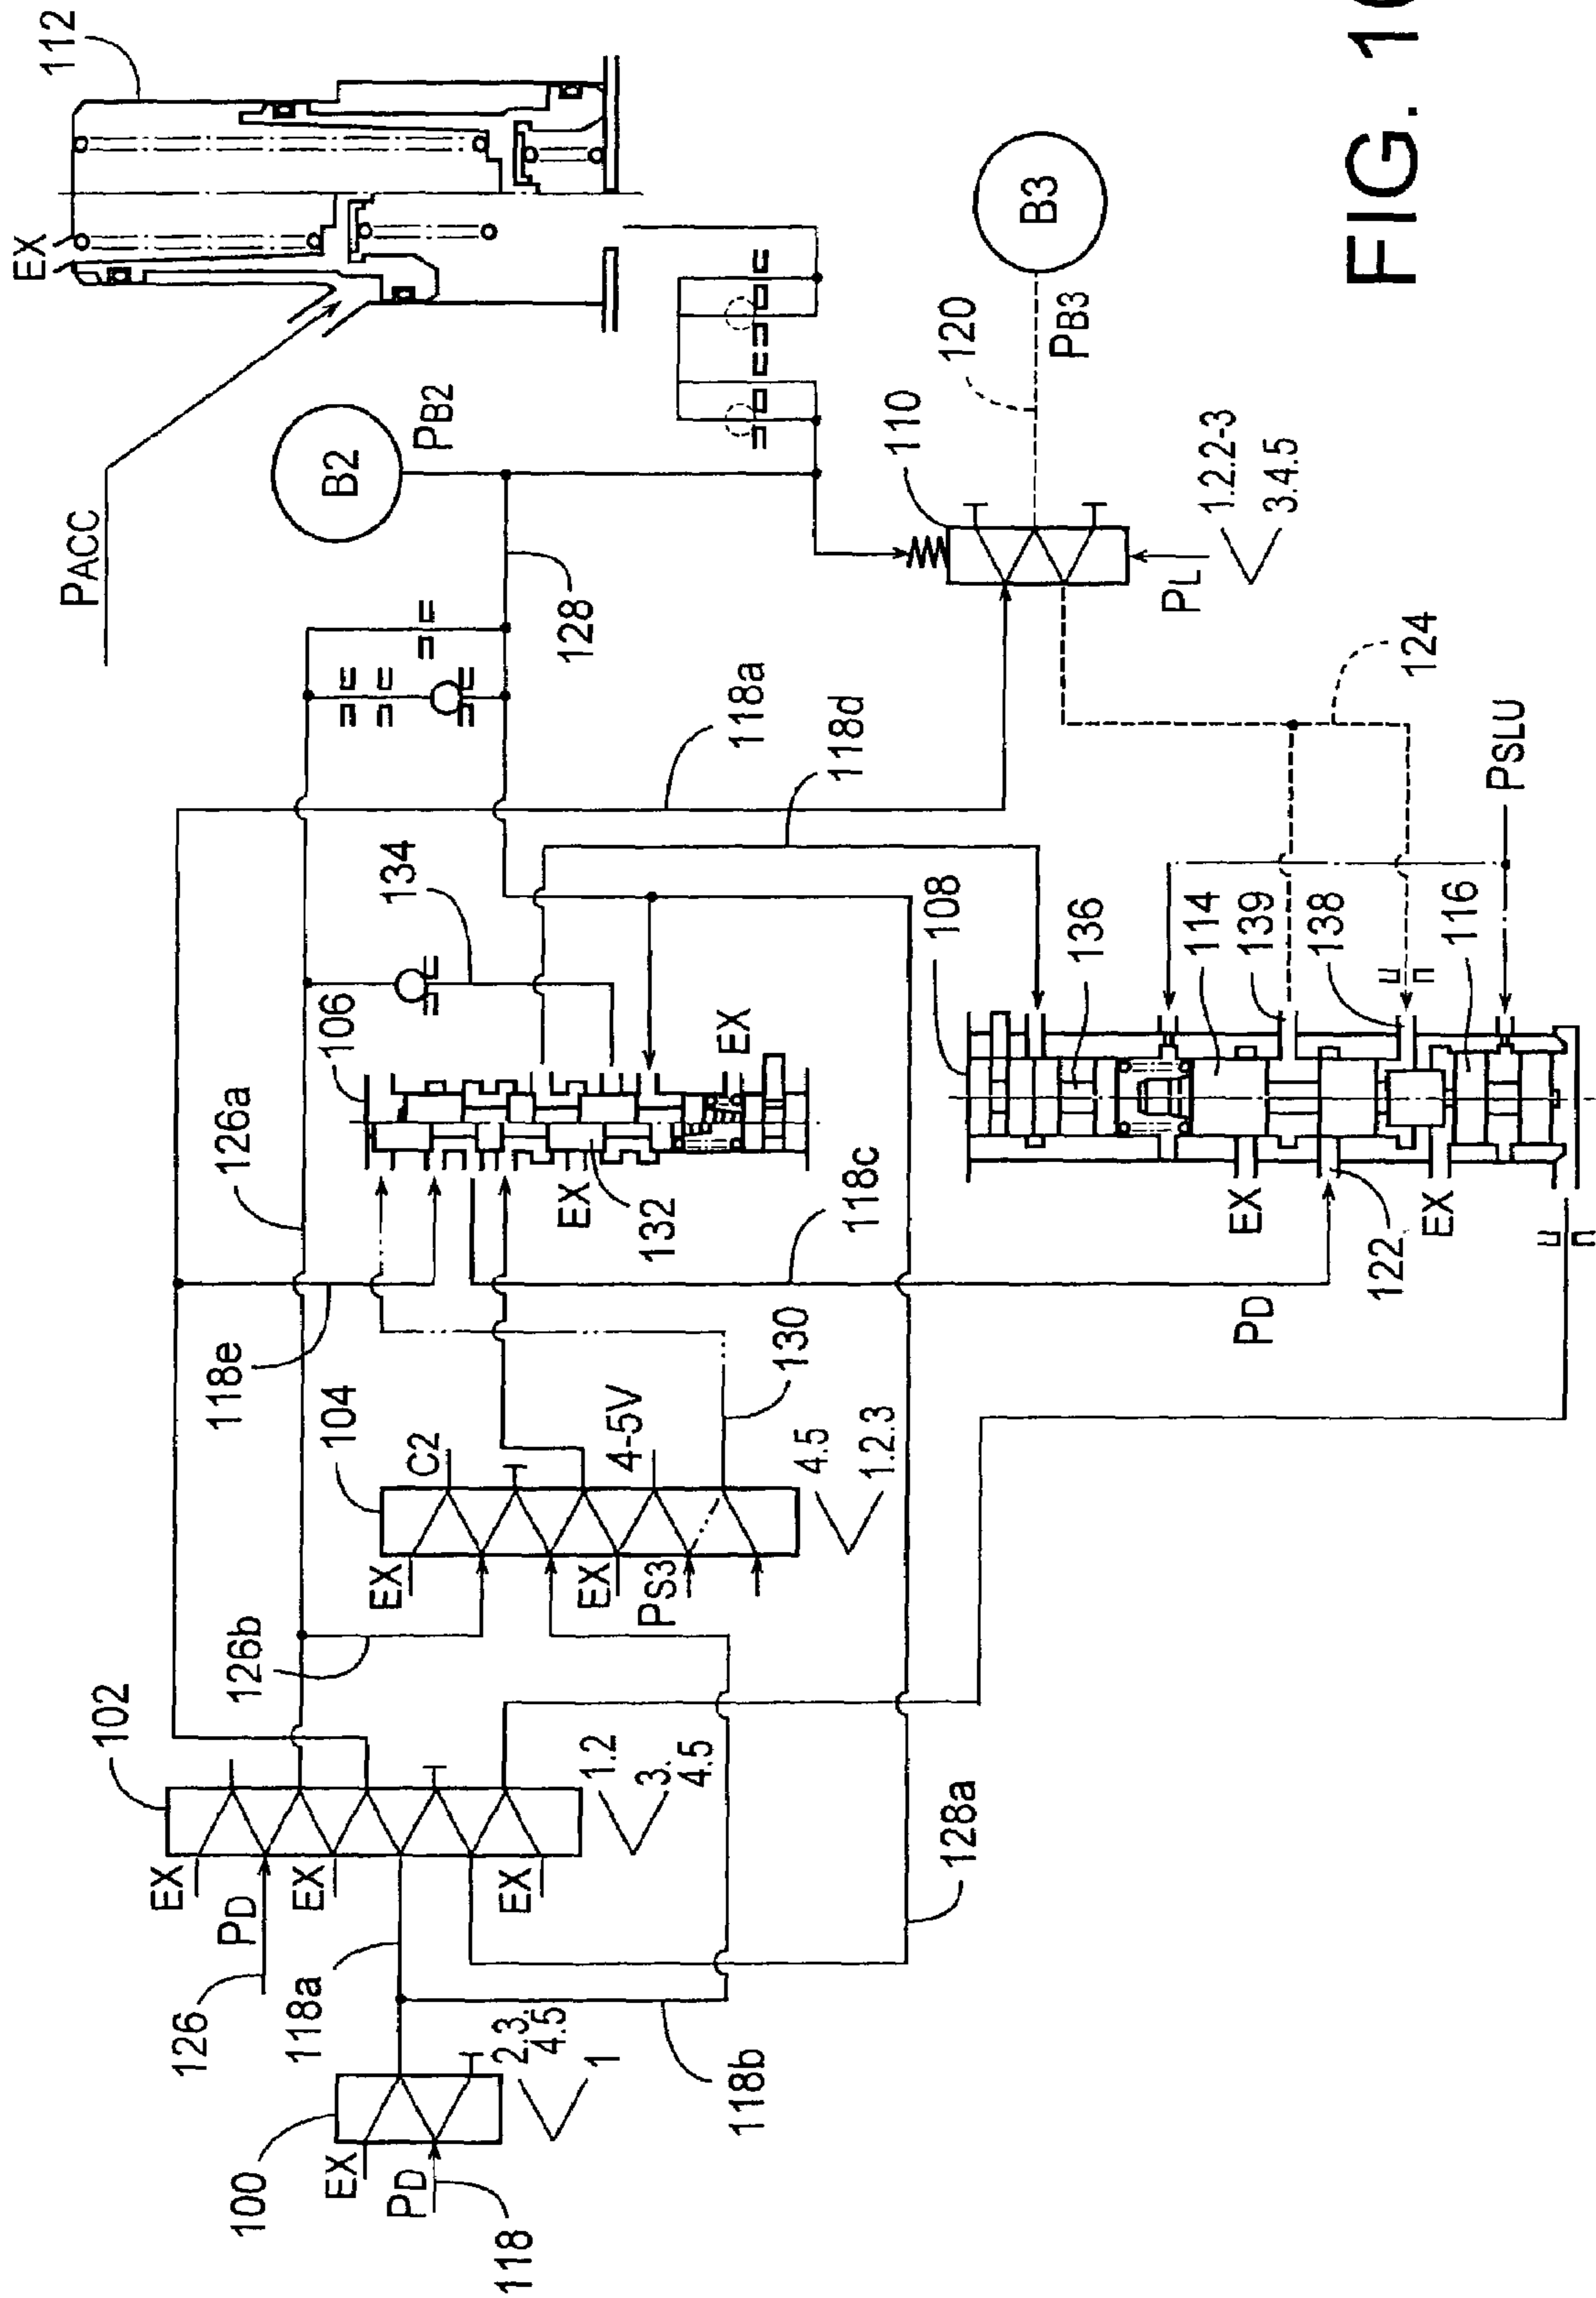 FIG. 10
112
EX
PACC
B2
PB2
B3
120
PB3
110
PL
1.2.2-3
3.4.5
128
118a
118d
124
PSLU
134
106
EX
EX
132
108
136
114
139
138
116
EX
122
EX
PD
118c
126a
118e
104
C2
4-5V
130
4.5
1.2.3
EX
EX
PS3
126b
102
1.2
3.
4.5
128a
EX
PD
EX
EX
126
118a
2.3.
4.5
1
118b
100
EX
PD
118